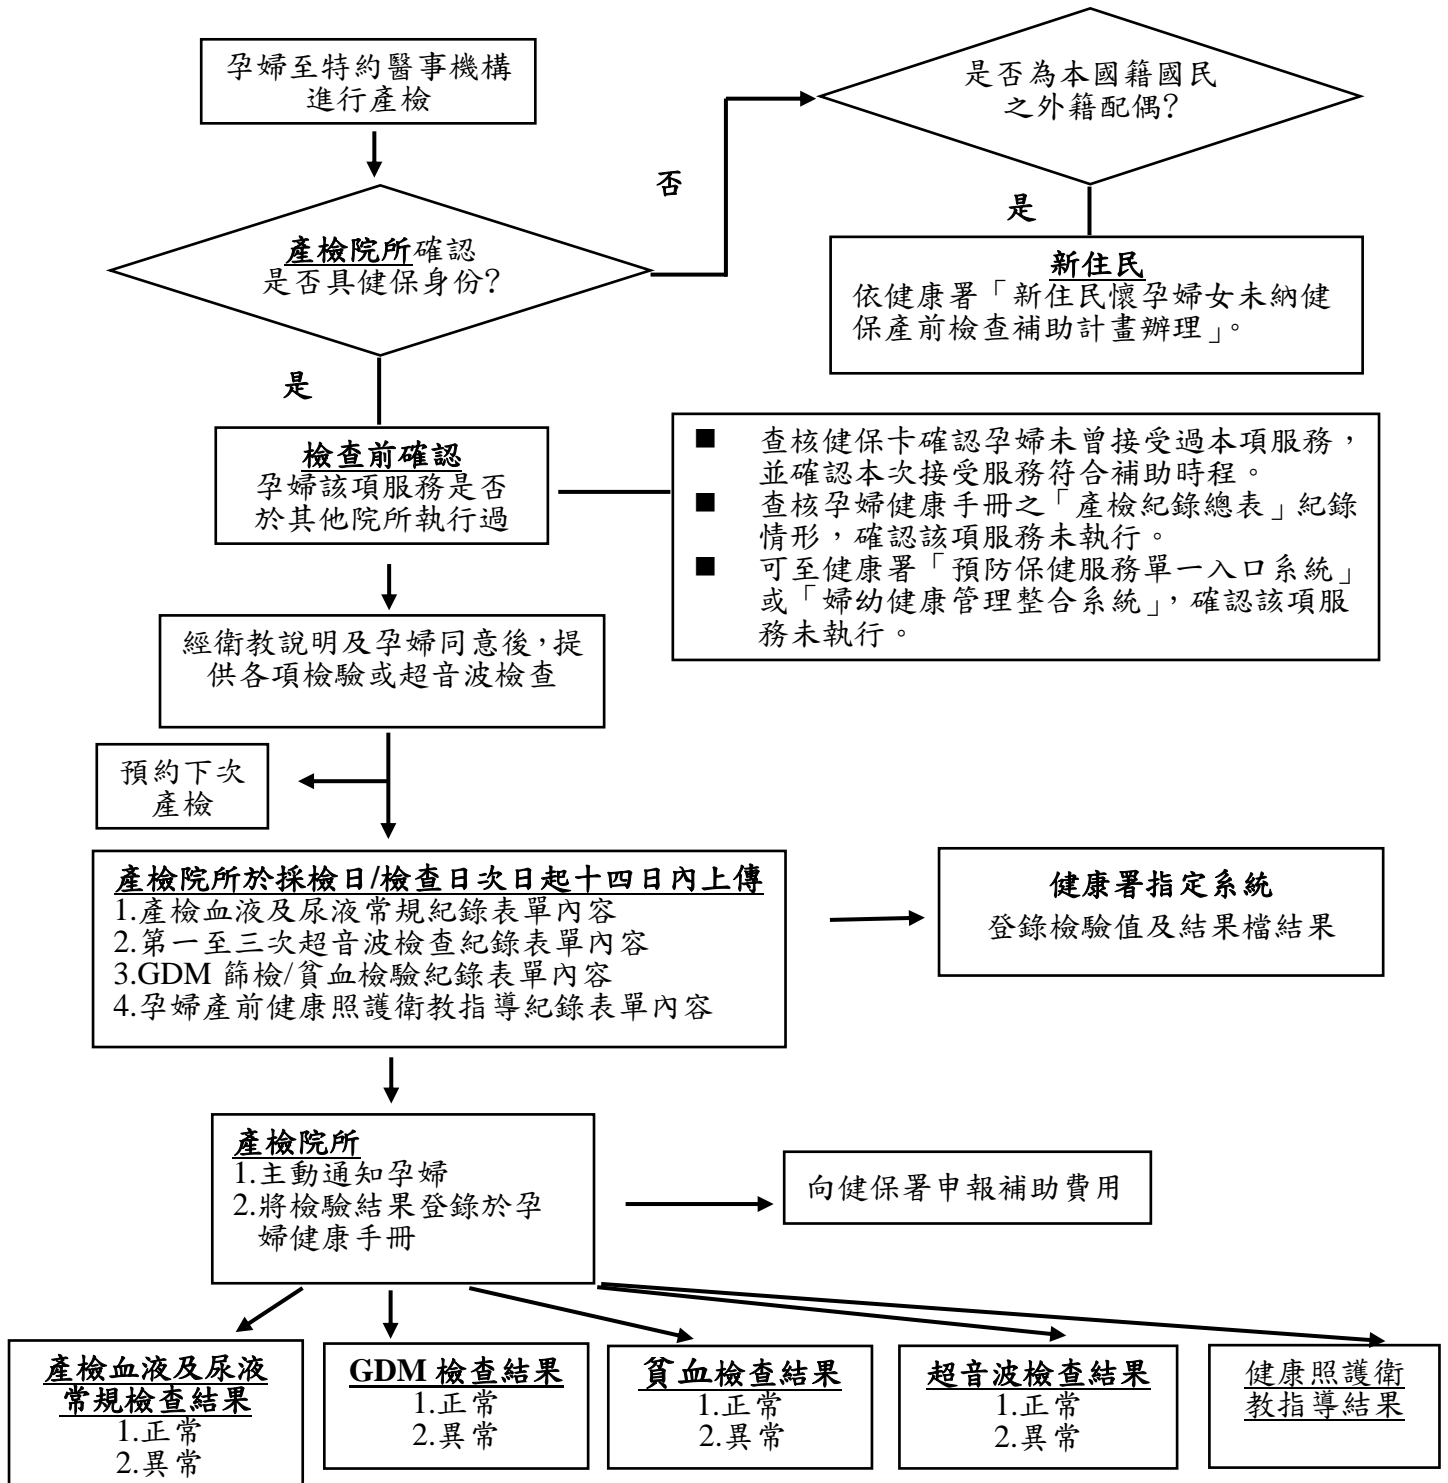 孕婦至特約醫事機構
進行產檢
是否為本國籍國民
之外籍配偶?
否
產檢院所確認
是否具健保身份?
是
新住民
依健康署「新住民懷孕婦女未納健
保產前檢查補助計畫辦理」。
是
檢查前確認
孕婦該項服務是否
於其他院所執行過
■ 查核健保卡確認孕婦未曾接受過本項服務，
並確認本次接受服務符合補助時程。
■ 查核孕婦健康手冊之「產檢紀錄總表」紀錄
情形，確認該項服務未執行。
■ 可至健康署「預防保健服務單一入口系統」
或「婦幼健康管理整合系統」，確認該項服
務未執行。
經衛教說明及孕婦同意後，提
供各項檢驗或超音波檢查
預約下次
產檢
產檢院所於採檢日/檢查日次日起十四日內上傳
1.產檢血液及尿液常規紀錄表單內容
2.第一至三次超音波檢查紀錄表單內容
3.GDM 篩檢/貧血檢驗紀錄表單內容
4.孕婦產前健康照護衛教指導紀錄表單內容
健康署指定系統
登錄檢驗值及結果檔結果
產檢院所
1.主動通知孕婦
2.將檢驗結果登錄於孕
婦健康手冊
向健保署申報補助費用
產檢血液及尿液
常規檢查結果
1.正常
2.異常
GDM 檢查結果
1.正常
2.異常
貧血檢查結果
1.正常
2.異常
超音波檢查結果
1.正常
2.異常
健康照護衛
教指導結果